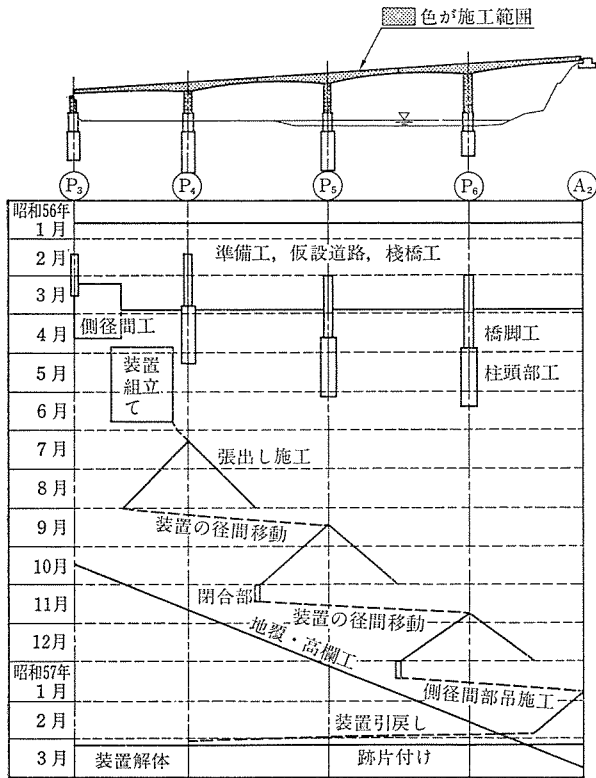 色が施工範囲
P₃ P₄ P₅ P₆ A₂
昭和56年
1月
2月
準備工，仮設道路，棧橋工
3月
側径間工
4月
橋脚工
5月
装置
組立
て
柱頭部工
6月
7月
張出し施工
8月
9月
装置の径間移動
10月
閉合部
11月
装置の径間移動
地覆・高欄工
12月
昭和57年
1月
側径間部吊施工
2月
装置引戻し
3月
装置解体
跡片付け